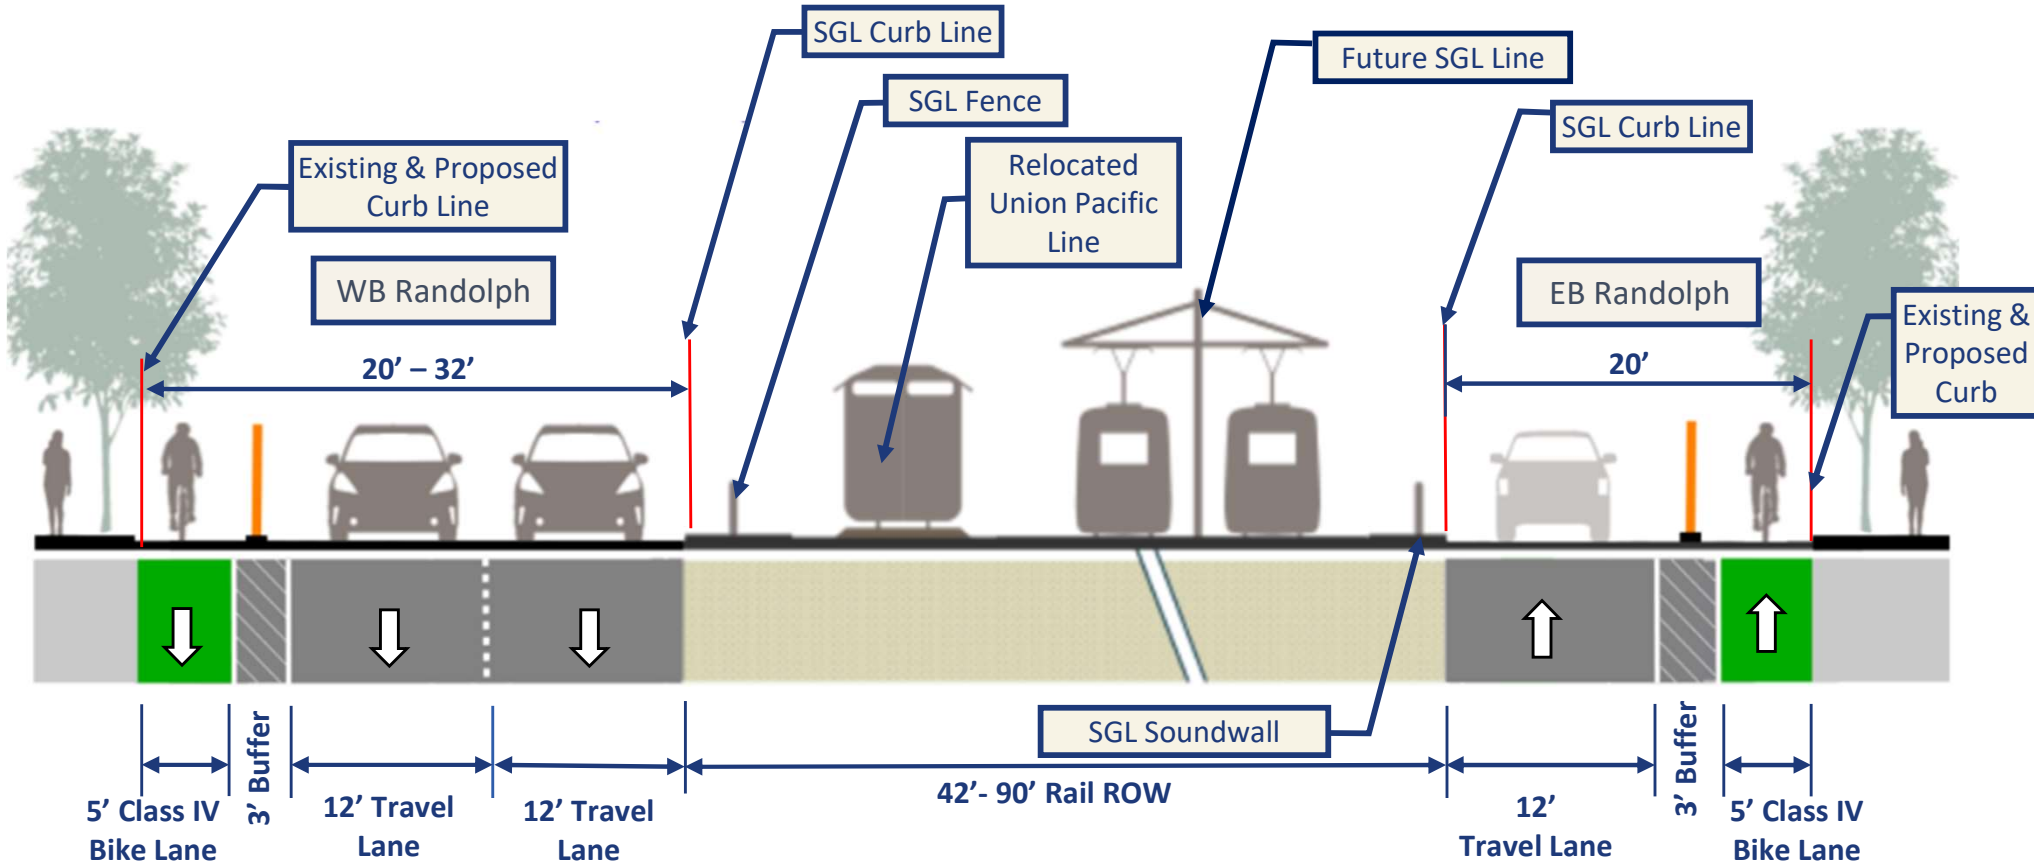 SGL Curb Line
Future SGL Line
SGL Fence
SGL Curb Line
Existing & Proposed
Curb Line
Relocated
Union Pacific
Line
WB Randolph
EB Randolph
Existing &
Proposed
Curb
20’ – 32’
20’
SGL Soundwall
3’ Buffer
3’ Buffer
42’- 90’ Rail ROW
5’ Class IV
Bike Lane
12’ Travel
Lane
12’ Travel
Lane
12’
Travel Lane
5’ Class IV
Bike Lane